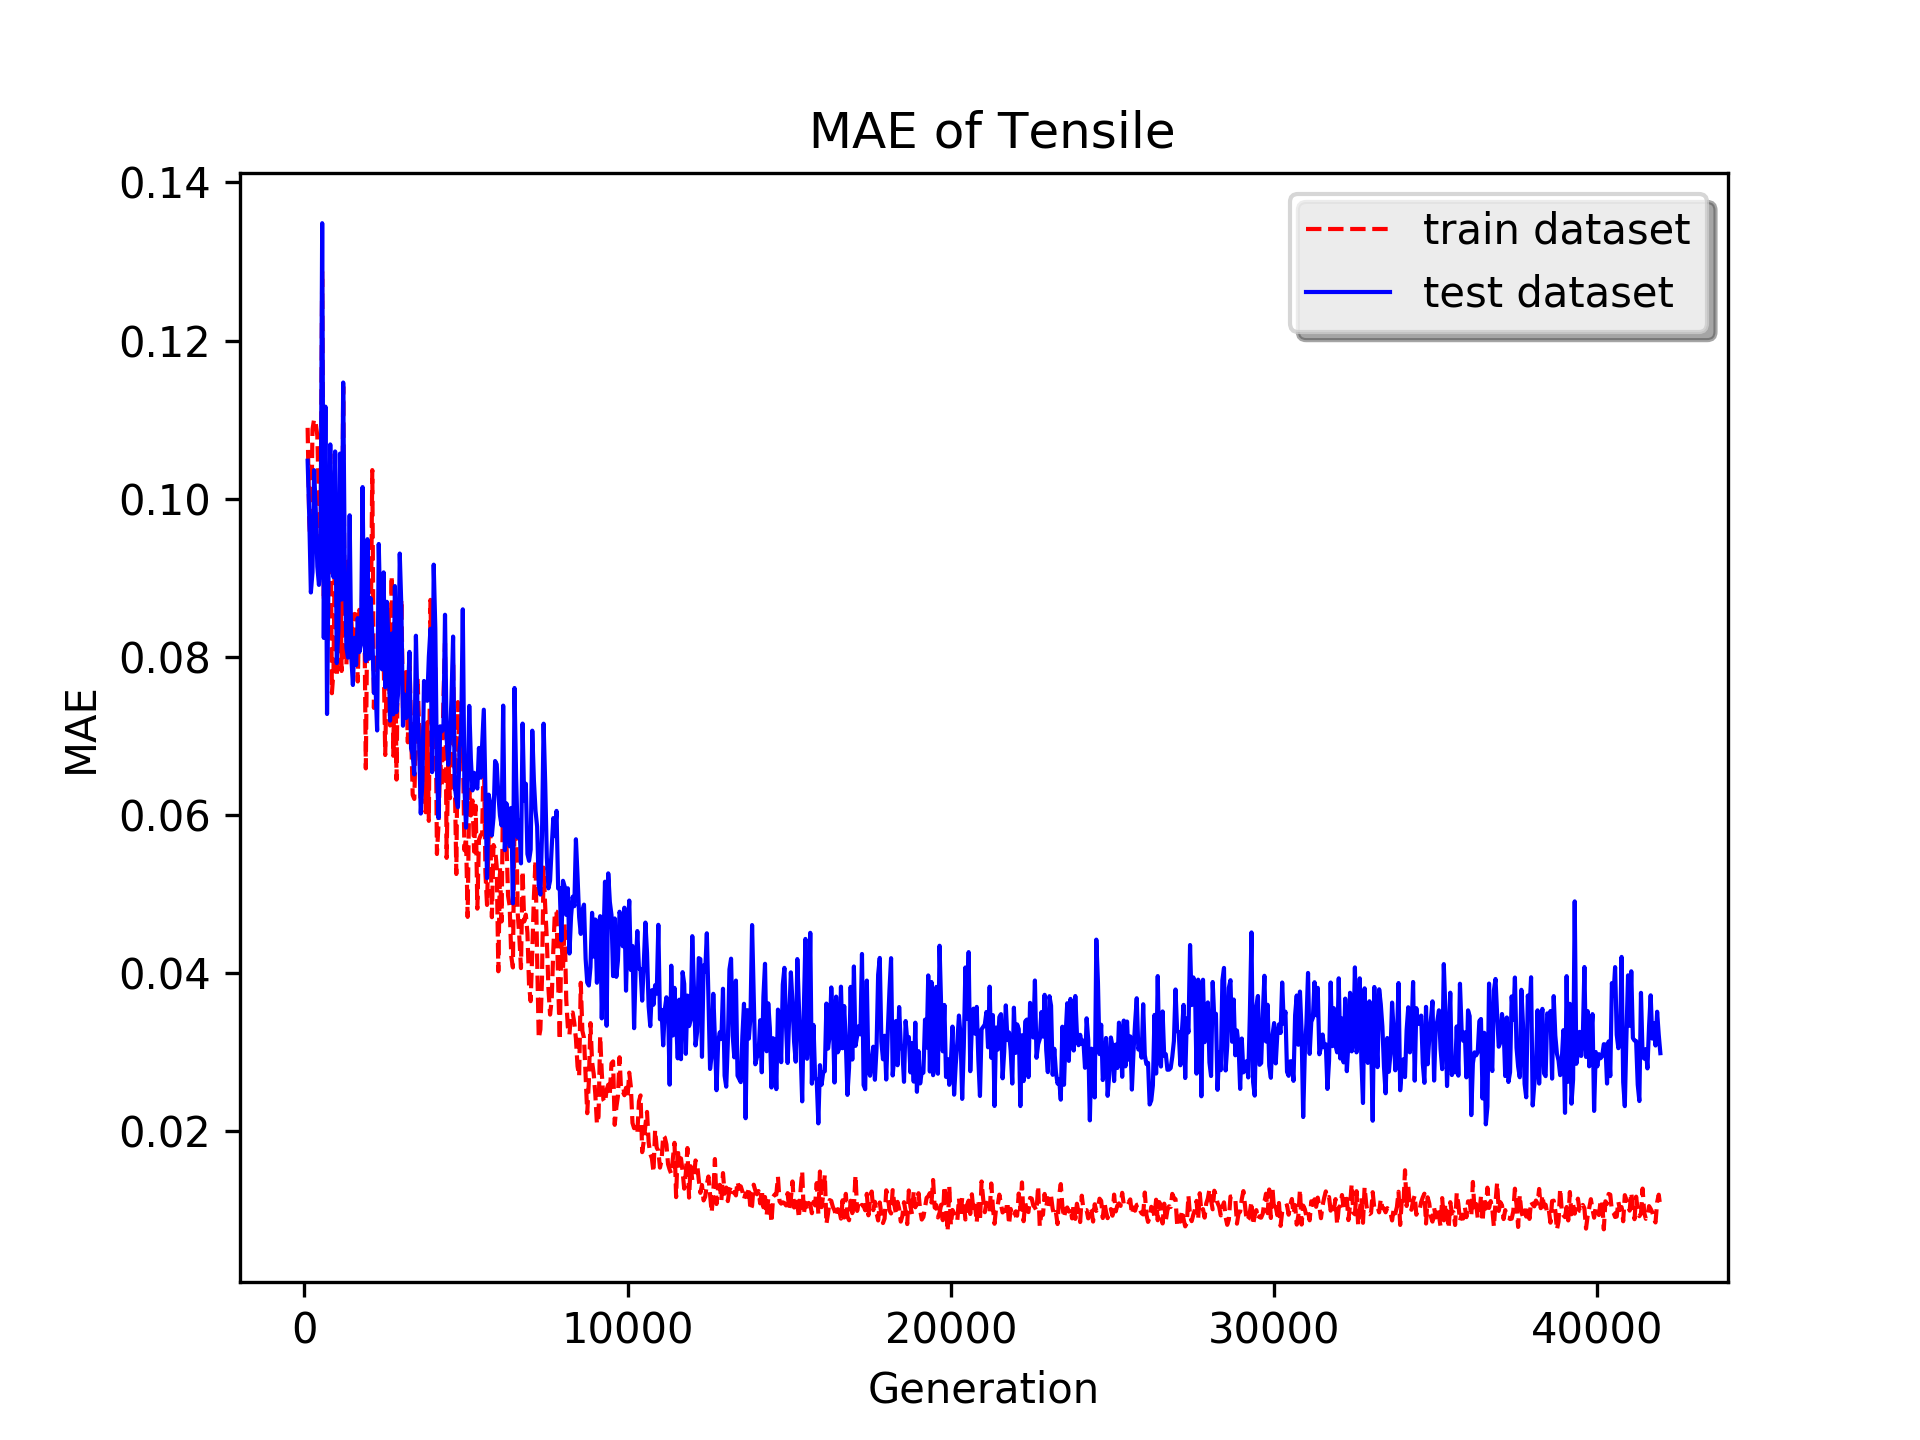 MAE of Tensile
train dataset
test dataset
MAE
0.14
0.12
0.10
0.08
0.06
0.04
0.02
0
10000
20000
30000
40000
Generation